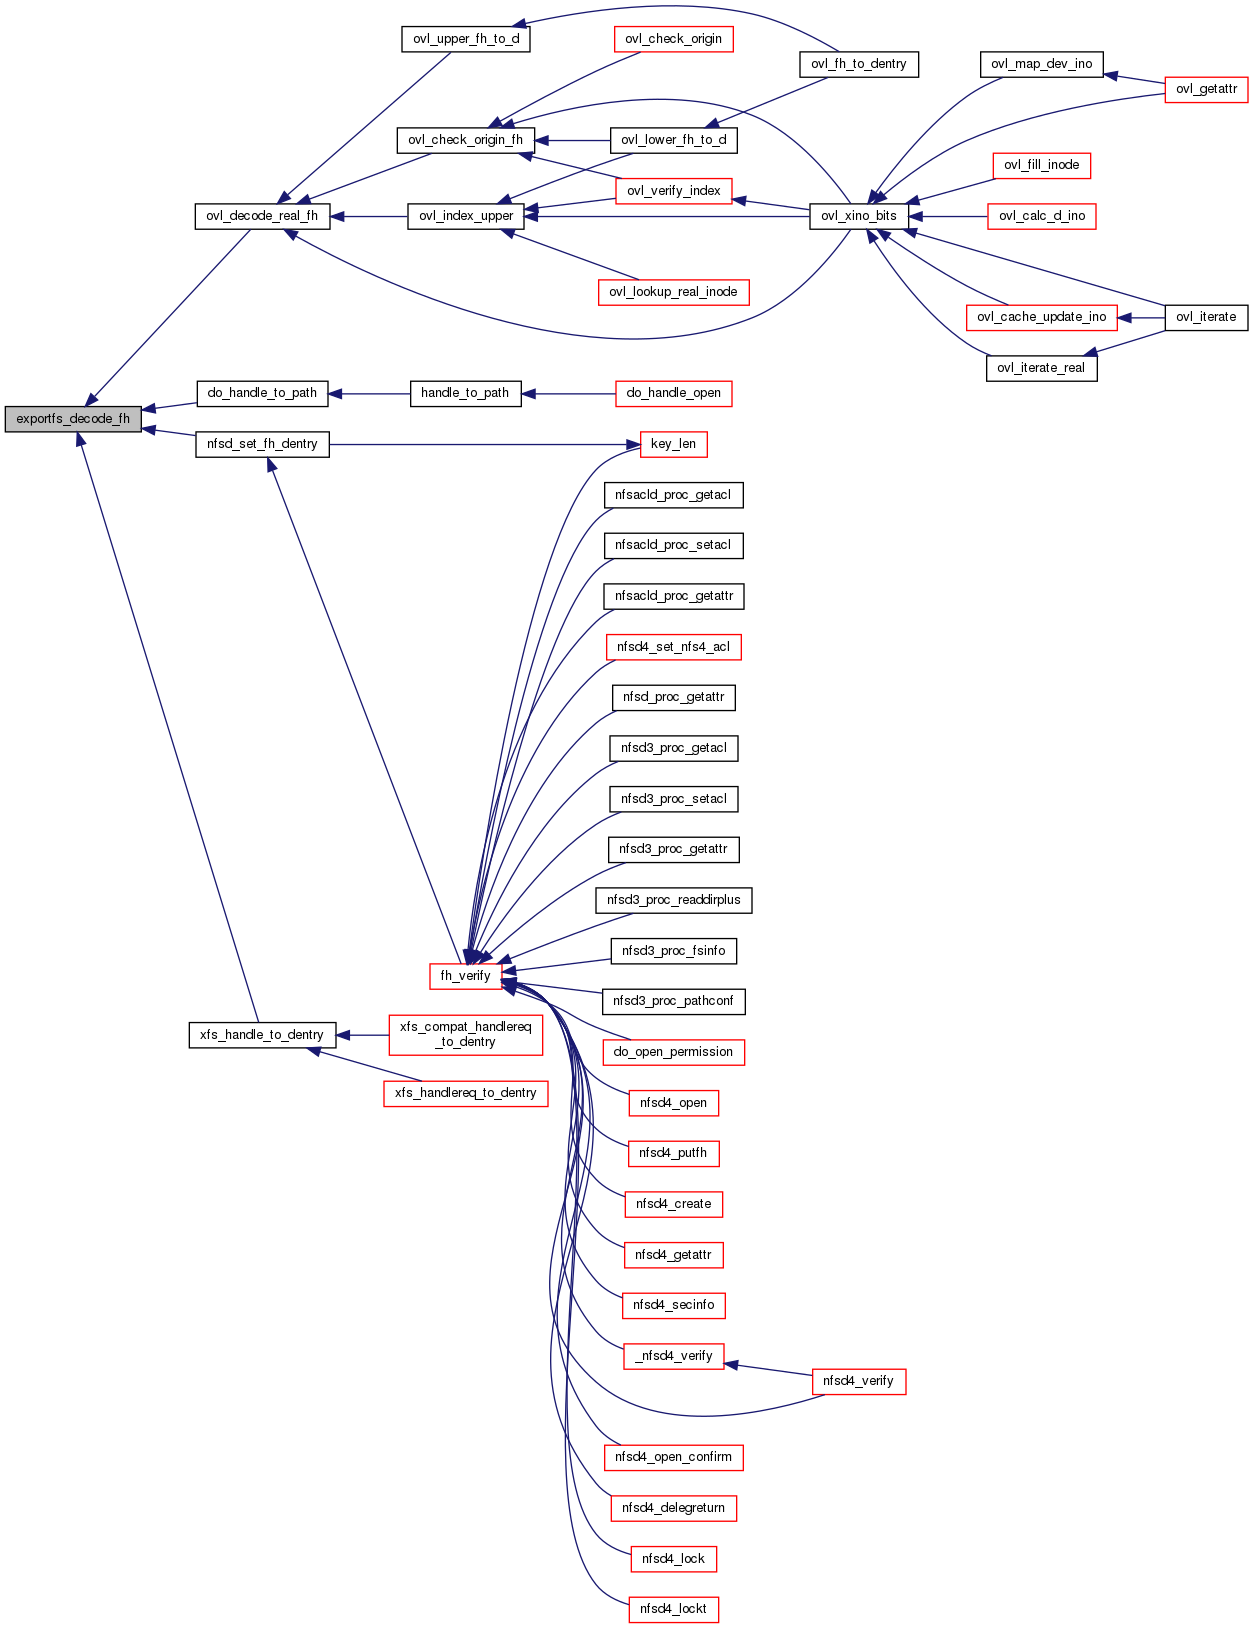 ovl_upper_fh_to_d
ovl_check_origin
ovl_map_dev_ino
ovl_fh_to_dentry
ovl_getattr
ovl_check_origin_fh
ovl_lower_fh_to_d
ovl_fill_inode
ovl_verify_index
ovl_decode_real_fh
ovl_index_upper
ovl_xino_bits
ovl_calc_d_ino
ovl_lookup_real_inode
ovl_cache_update_ino
ovl_iterate
ovl_iterate_real
do_handle_to_path
handle_to_path
do_handle_open
exportfs_decode_fh
nfsd_set_fh_dentry
key_len
nfsacld_proc_getacl
nfsacld_proc_setacl
nfsacld_proc_getattr
nfsd4_set_nfs4_acl
nfsd_proc_getattr
nfsd3_proc_getacl
nfsd3_proc_setacl
nfsd3_proc_getattr
nfsd3_proc_readdirplus
nfsd3_proc_fsinfo
fh_verify
nfsd3_proc_pathconf
xfs_handle_to_dentry
xfs_compat_handlereq
_to_dentry
do_open_permission
xfs_handlereq_to_dentry
nfsd4_open
nfsd4_putfh
nfsd4_create
nfsd4_getattr
nfsd4_secinfo
_nfsd4_verify
nfsd4_verify
nfsd4_open_confirm
nfsd4_delegreturn
nfsd4_lock
nfsd4_lockt